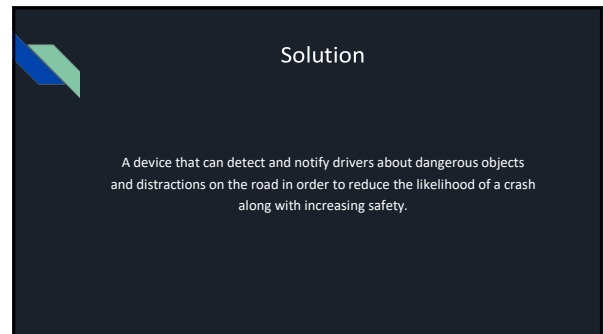 Solution
A device that can detect and notify drivers about dangerous objects
and distractions on the road in order to reduce the likelihood of a crash
along with increasing safety.